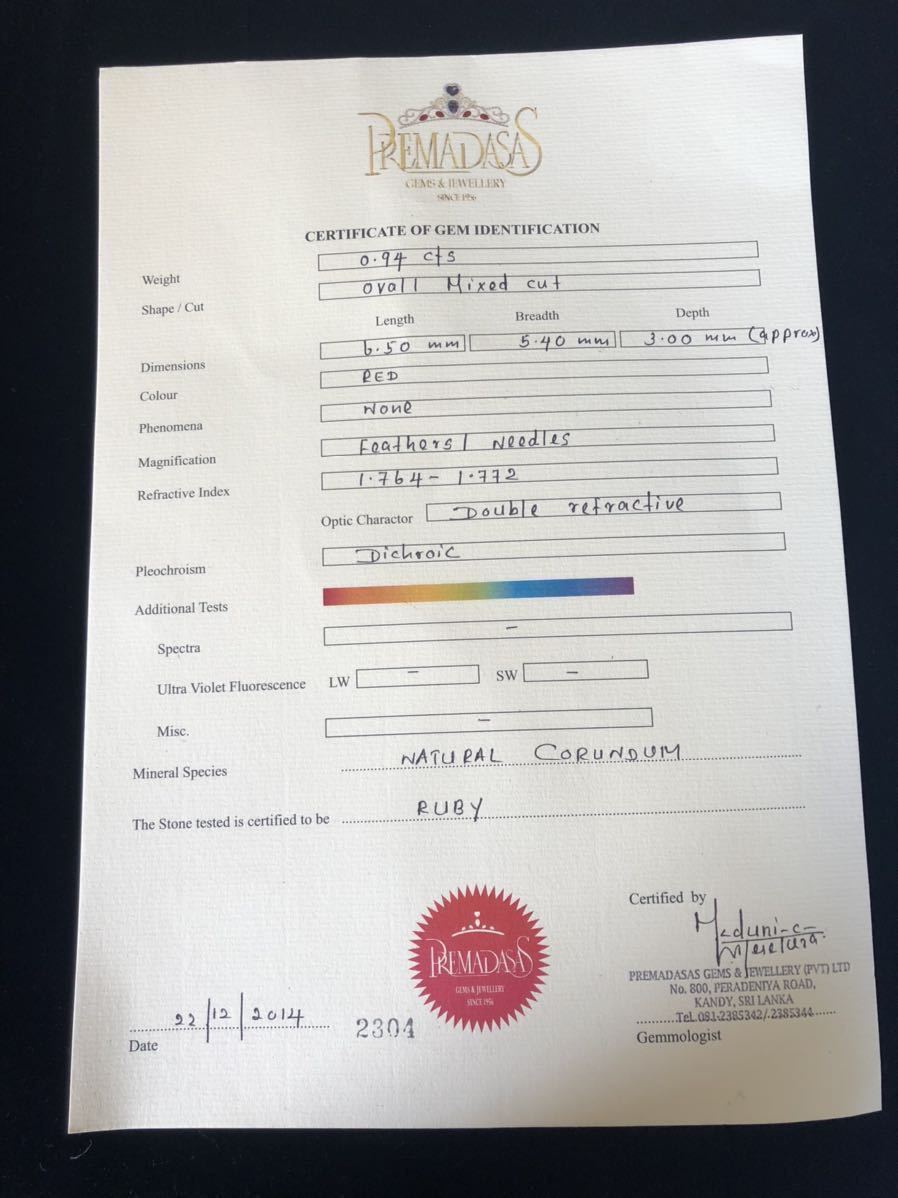 PREMADASAS
GEMS & JEWELLERY
SINCE 1956
CERTIFICATE OF GEM IDENTIFICATION
Weight 0.94 cts
Shape / Cut ovall Mixed cut
Length Breadth Depth
Dimensions 6.50 mm 5.40 mm 3.00 mm (approx)
Colour RED
Phenomena None
Magnification Feathers / Needles
Refractive Index 1.764 - 1.772
Optic Charactor Double refractive
Pleochroism Dichroic
Additional Tests
Spectra -
Ultra Violet Fluorescence LW - SW -
Misc. -
Mineral Species NATURAL CORUNDUM
The Stone tested is certified to be RUBY
Certified by
PREMADASAS
GEMS & JEWELLERY
SINCE 1956
PREMADASAS GEMS & JEWELLERY (PVT) LTD
No. 800, PERADENIYA ROAD,
KANDY, SRI LANKA
TeL.081-2385342/ 2385344
Gemmologist
22/12/2014
Date
2304